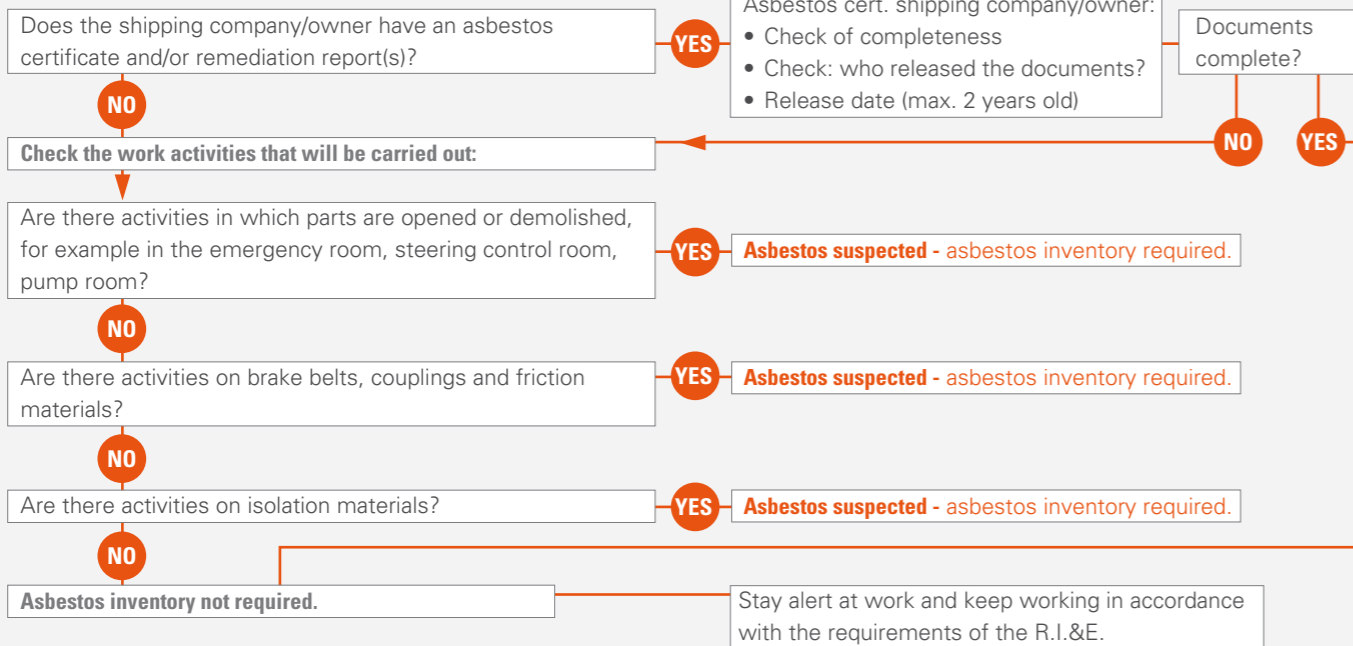 Does the shipping company/owner have an asbestos
certificate and/or remediation report(s)?
YES
Asbestos cert. shipping company/owner:
• Check of completeness
• Check: who released the documents?
• Release date (max. 2 years old)
Documents
complete?
NO
NO
YES
Check the work activities that will be carried out:
Are there activities in which parts are opened or demolished,
for example in the emergency room, steering control room,
pump room?
YES
Asbestos suspected - asbestos inventory required.
NO
Are there activities on brake belts, couplings and friction
materials?
YES
Asbestos suspected - asbestos inventory required.
NO
Are there activities on isolation materials?
YES
Asbestos suspected - asbestos inventory required.
NO
Asbestos inventory not required.
Stay alert at work and keep working in accordance
with the requirements of the R.I.&E.